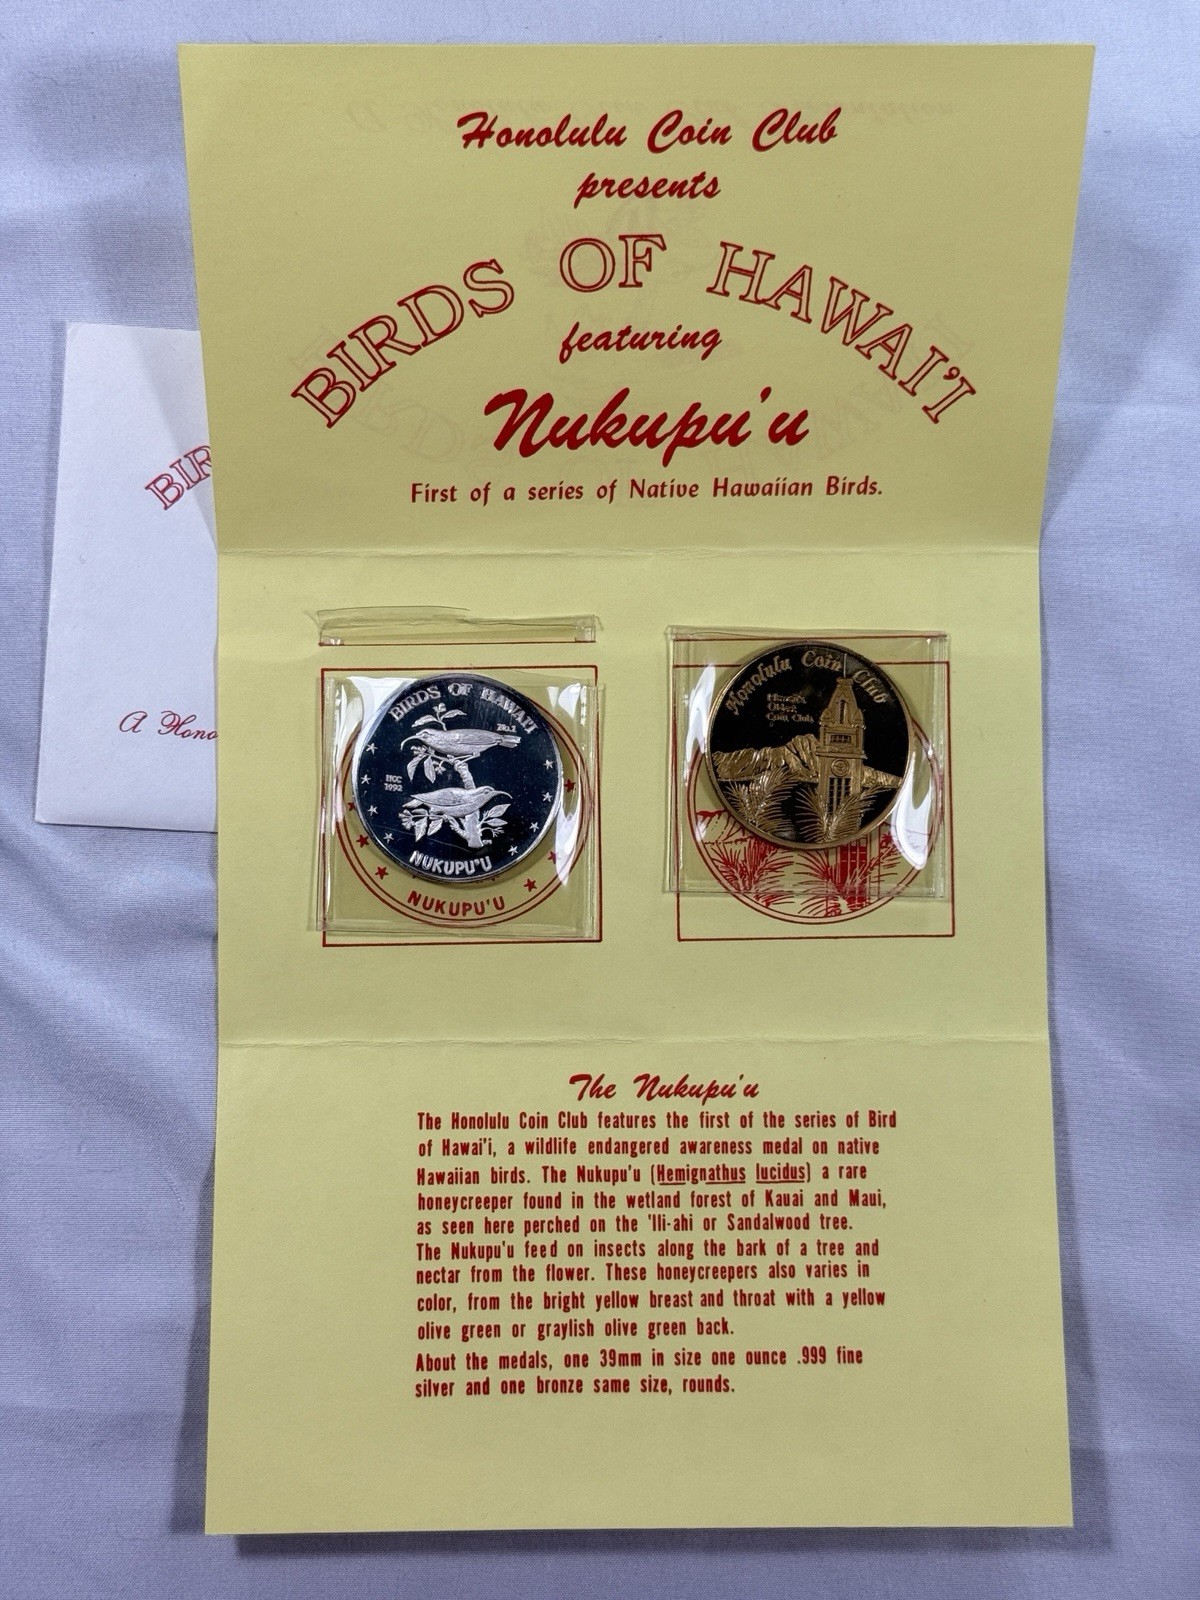 Honolulu Coin Club
presents
BIRDS OF HAWAI'I
featuring
Nukupu'u
First of a series of Native Hawaiian Birds.
BIR
A Hono
BIRDS OF HAWAI'I
No.1
HCC
1992
NUKUPU'U
NUKUPU'U
Honolulu Coin Club
Hawaii's
Oldest
Coin Club
The Nukupu'u
The Honolulu Coin Club features the first of the series of Bird
of Hawai'i, a wildlife endangered awareness medal on native
Hawaiian birds. The Nukupu'u (Hemignathus lucidus) a rare
honeycreeper found in the wetland forest of Kauai and Maui,
as seen here perched on the 'Ili-ahi or Sandalwood tree.
The Nukupu'u feed on insects along the bark of a tree and
nectar from the flower. These honeycreepers also varies in
color, from the bright yellow breast and throat with a yellow
olive green or graylish olive green back.
About the medals, one 39mm in size one ounce .999 fine
silver and one bronze same size, rounds.